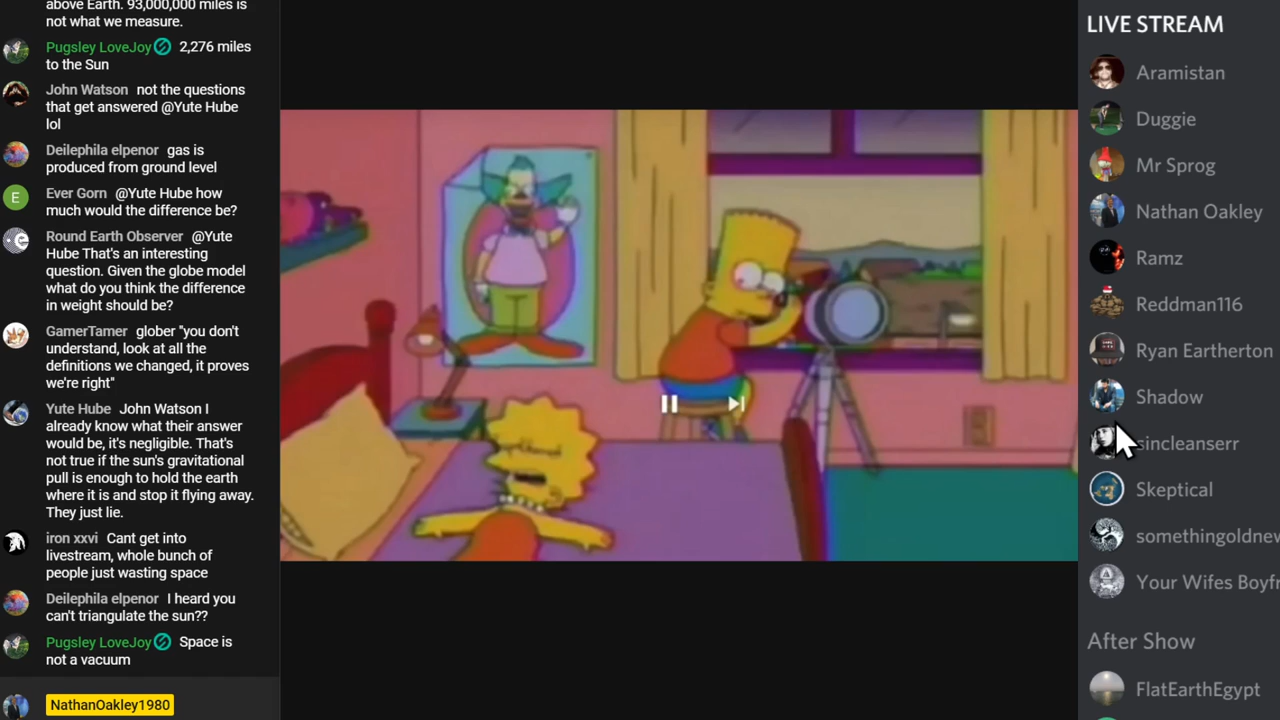 above Earth. 93,000,000 miles is
not what we measure.
Pugsley LoveJoy 2,276 miles
to the Sun
John Watson not the questions
that get answered @Yute Hube
lol
Deilephila elpenor gas is
produced from ground level
E
Ever Gorn @Yute Hube how
much would the difference be?
Round Earth Observer @Yute
Hube That's an interesting
question. Given the globe model
what do you think the difference
in weight should be?
GamerTamer glober "you don't
understand, look at all the
definitions we changed, it proves
we're right"
Yute Hube John Watson I
already know what their answer
would be, it's negligible. That's
not true if the sun's gravitational
pull is enough to hold the earth
where it is and stop it flying away.
They just lie.
iron xxvi Cant get into
livestream, whole bunch of
people just wasting space
Deilephila elpenor I heard you
can't triangulate the sun??
Pugsley LoveJoy Space is
not a vacuum
NathanOakley1980
LIVE STREAM
Aramistan
Duggie
Mr Sprog
Nathan Oakley
Ramz
Reddman116
Ryan Eartherton
Shadow
sincleanserr
Skeptical
somethingoldnew
Your Wifes Boyfr
After Show
FlatEarthEgypt